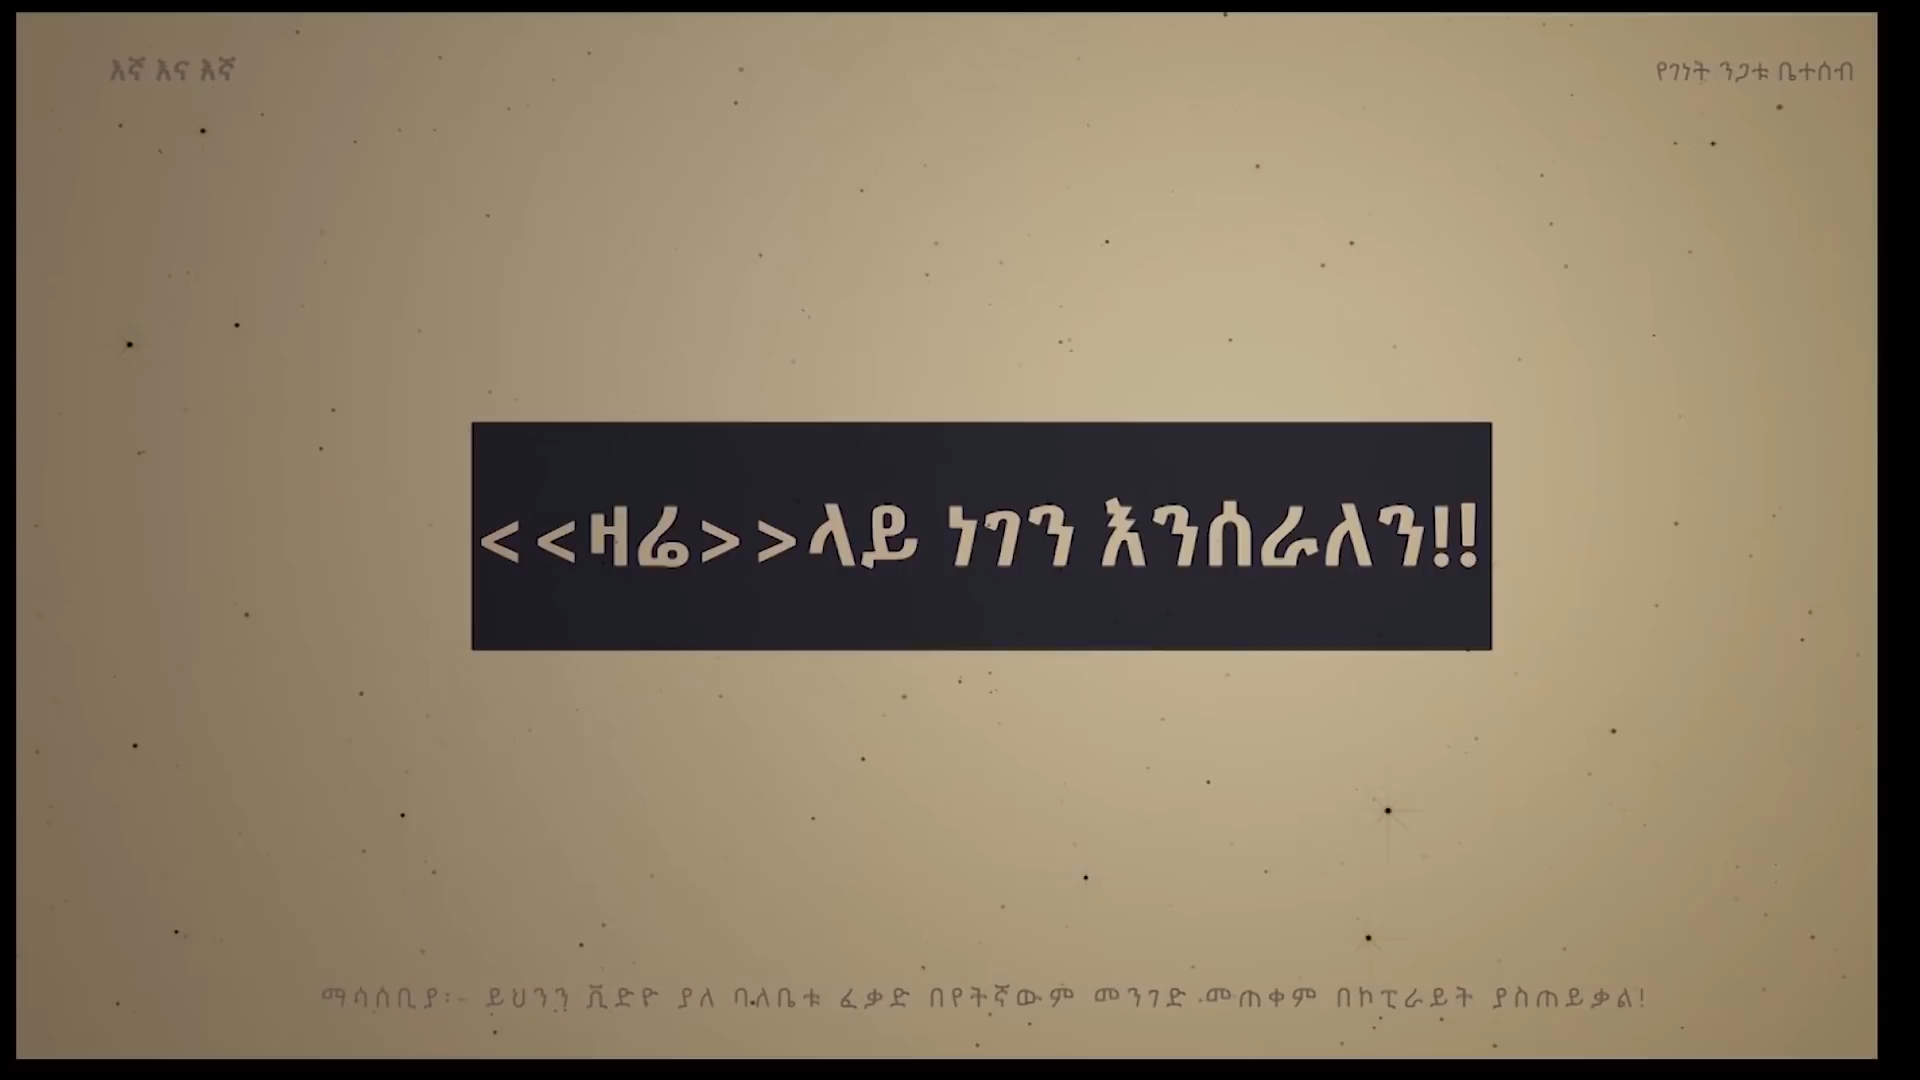 እኛ እና እኛ
የገነት ንጋቱ ቤተሰብ
<<ዛሬ>>ላይ ነገን እንሰራለን!!
ማሳሰቢያ፡- ይህንን ቪድዮ ያለ ባለቤቱ ፈቃድ በየትኛውም መንገድ መጠቀም በኮፒራይት ያስጠይቃል!